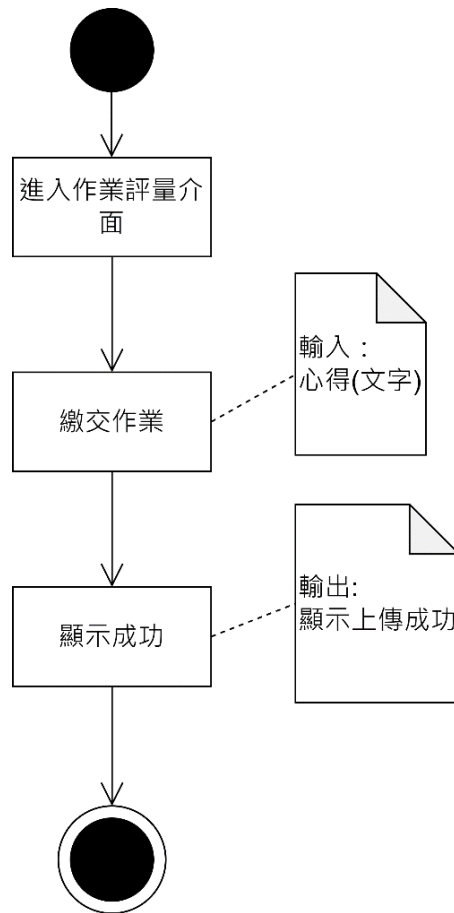 進入作業評量介
面
輸入：
心得(文字)
繳交作業
輸出:
顯示上傳成功
顯示成功